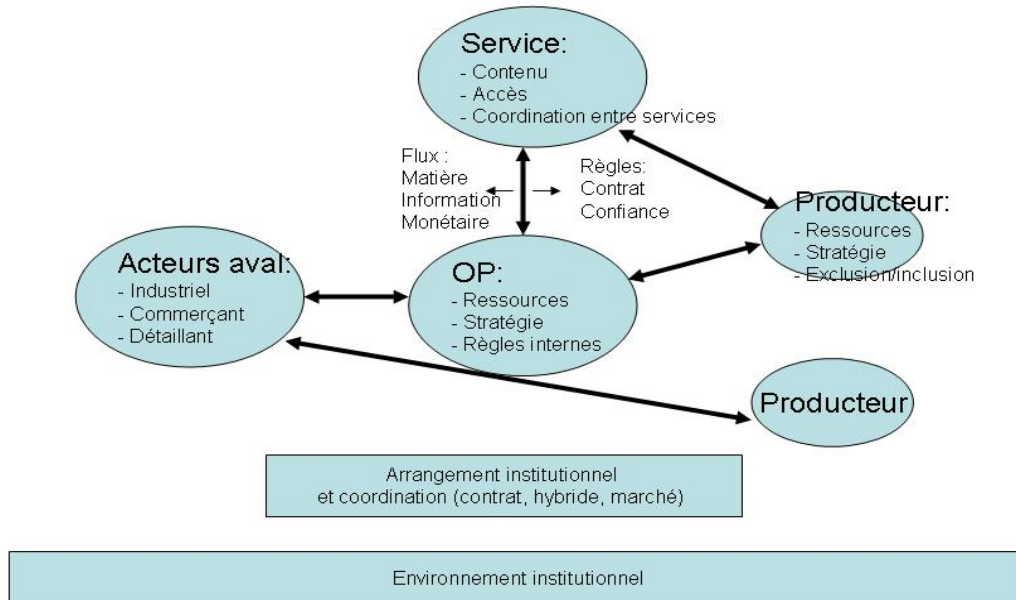 Service:
- Contenu
- Accès
- Coordination entre services
Flux :
Matière
Information
Monétaire
Règles:
Contrat
Confiance
Producteur:
- Ressources
- Stratégie
- Exclusion/inclusion
Acteurs aval:
- Industriel
- Commerçant
- Détaillant
OP:
- Ressources
- Stratégie
- Règles internes
Producteur
Arrangement institutionnel
et coordination (contrat, hybride, marché)
Environnement institutionnel